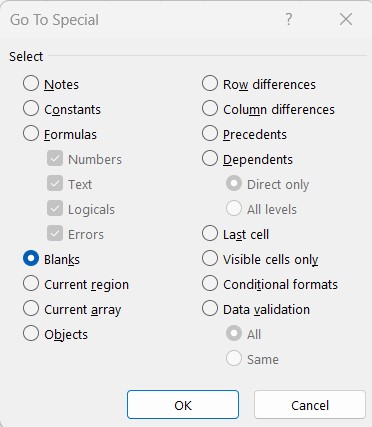 Go To Special
?
Select
Notes
Constants
Formulas
Numbers
Text
Logicals
Errors
Blanks
Current region
Current array
Objects
Row differences
Column differences
Precedents
Dependents
Direct only
All levels
Last cell
Visible cells only
Conditional formats
Data validation
All
Same
OK
Cancel